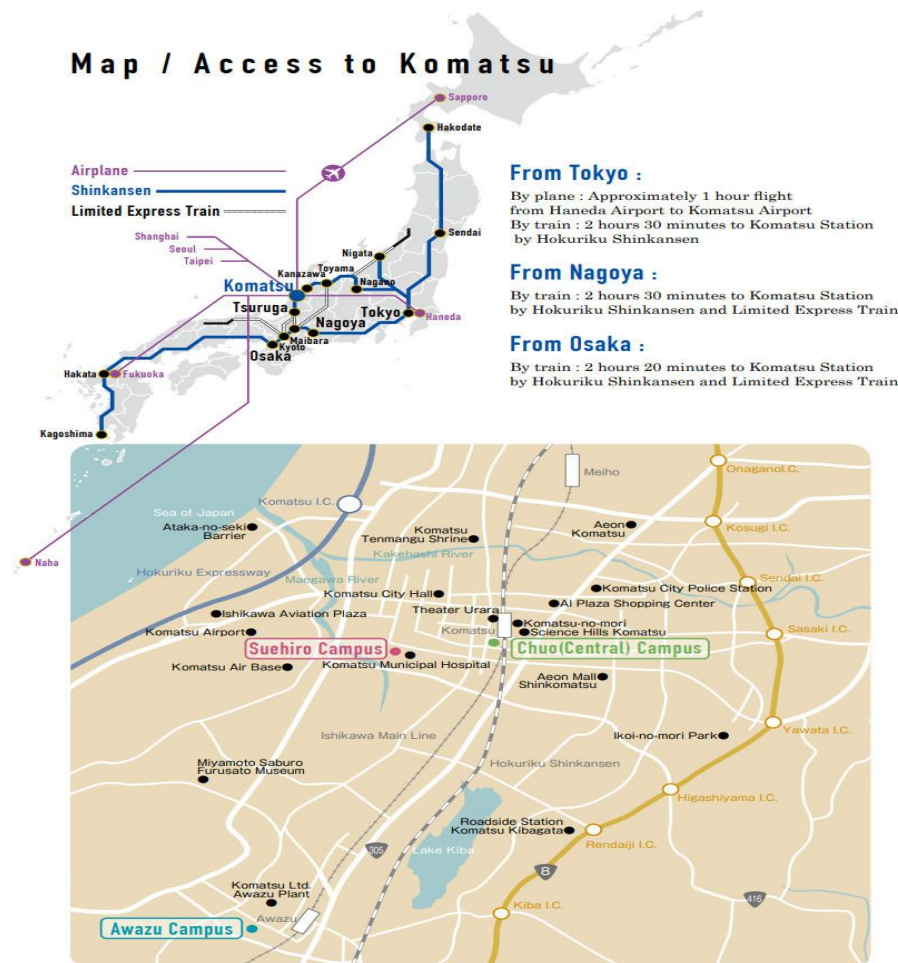 Map / Access to Komatsu
Sapporo
Hakodate
Airplane
Shinkansen
Limited Express Train
Shanghai
Seoul
Taipei
Sendai
Nigata
Toyama
Kanazawa
Nagano
Komatsu
Tsuruga
Tokyo
Haneda
Nagoya
Maibara
Kyoto
Osaka
Hakata
Fukuoka
Kagoshima
Naha
From Tokyo :
By plane : Approximately 1 hour flight
from Haneda Airport to Komatsu Airport
By train : 2 hours 30 minutes to Komatsu Station
by Hokuriku Shinkansen
From Nagoya :
By train : 2 hours 30 minutes to Komatsu Station
by Hokuriku Shinkansen and Limited Express Train
From Osaka :
By train : 2 hours 20 minutes to Komatsu Station
by Hokuriku Shinkansen and Limited Express Train
Meiho
OnaganoI.C.
Komatsu I.C.
Sea of Japan
Ataka-no-seki
Barrier
Komatsu
Tenmangu Shrine
Aeon
Komatsu
Kosugi I.C.
Kakehashi River
Hokuriku Expressway
Maegawa River
Sendai I.C.
Komatsu City Hall
Komatsu City Police Station
Theater Urara
Al Plaza Shopping Center
Ishikawa Aviation Plaza
Komatsu-no-mori
Komatsu Airport
Komatsu
Science Hills Komatsu
Sasaki I.C.
Suehiro Campus
Chuo(Central) Campus
Komatsu Air Base
Komatsu Municipal Hospital
Aeon Mall
Shinkomatsu
Ishikawa Main Line
Ikoi-no-mori Park
Yawata I.C.
Miyamoto Saburo
Furusato Museum
Hokuriku Shinkansen
Higashiyama I.C.
Roadside Station
Komatsu Kibagata
Rendaiji I.C.
305
Lake Kiba
8
Komatsu Ltd.
Awazu Plant
Kiba I.C.
416
Awazu
Awazu Campus